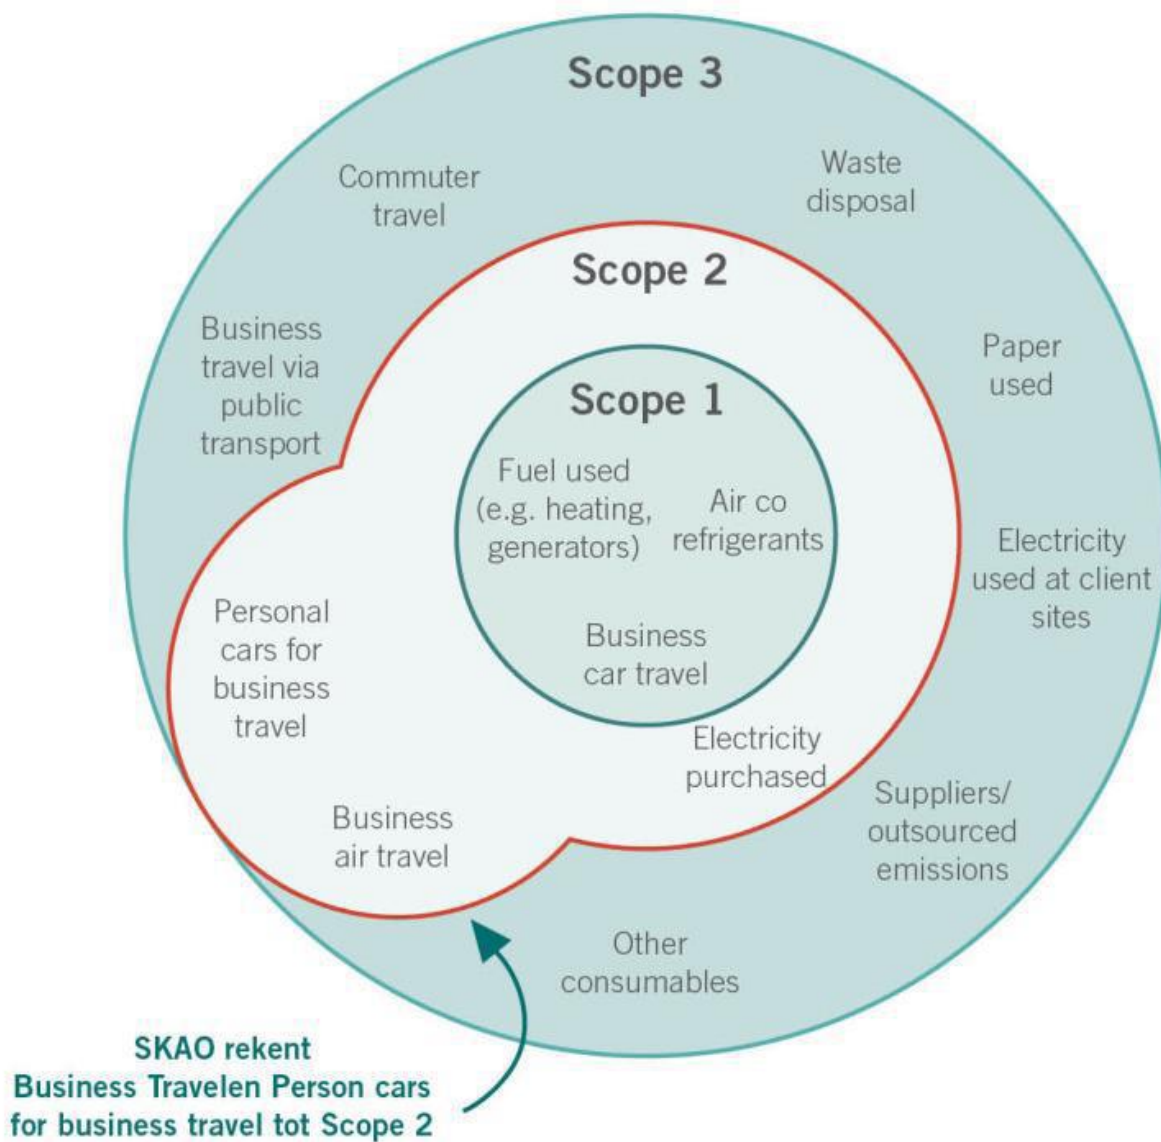 Scope 3
Commuter
travel
Waste
disposal
Scope 2
Business
travel via
public
transport
Paper
used
Scope 1
Fuel used
(e.g. heating,
generators)
Air co
refrigerants
Electricity
used at client
sites
Personal
cars for
business
travel
Business
car travel
Electricity
purchased
Suppliers/
outsourced
emissions
Business
air travel
Other
consumables
SKAO rekent
Business Travelen Person cars
for business travel tot Scope 2